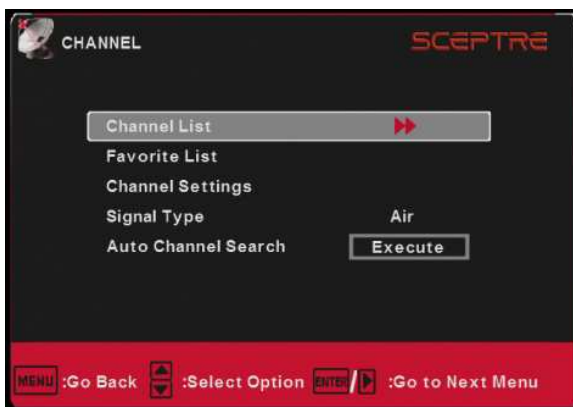 CHANNEL SCEPTRE
Channel List
Favorite List
Channel Settings
Signal Type Air
Auto Channel Search Execute
MENU :Go Back :Select Option ENTER / :Go to Next Menu